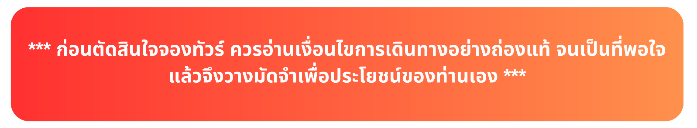 *** ก่อนตัดสินใจจองทัวร์ ควรอ่านเงื่อนไขการเดินทางอย่างถ่องแท้ จนเป็นที่พอใจ
แล้วจึงวางมัดจำเพื่อประโยชน์ของท่านเอง ***